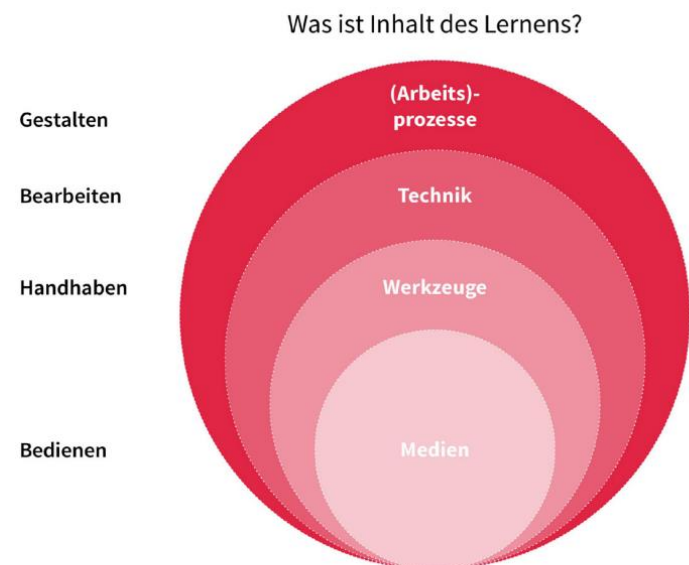 Was ist Inhalt des Lernens?
Gestalten
(Arbeits)-
prozesse
Bearbeiten
Technik
Handhaben
Werkzeuge
Bedienen
Medien